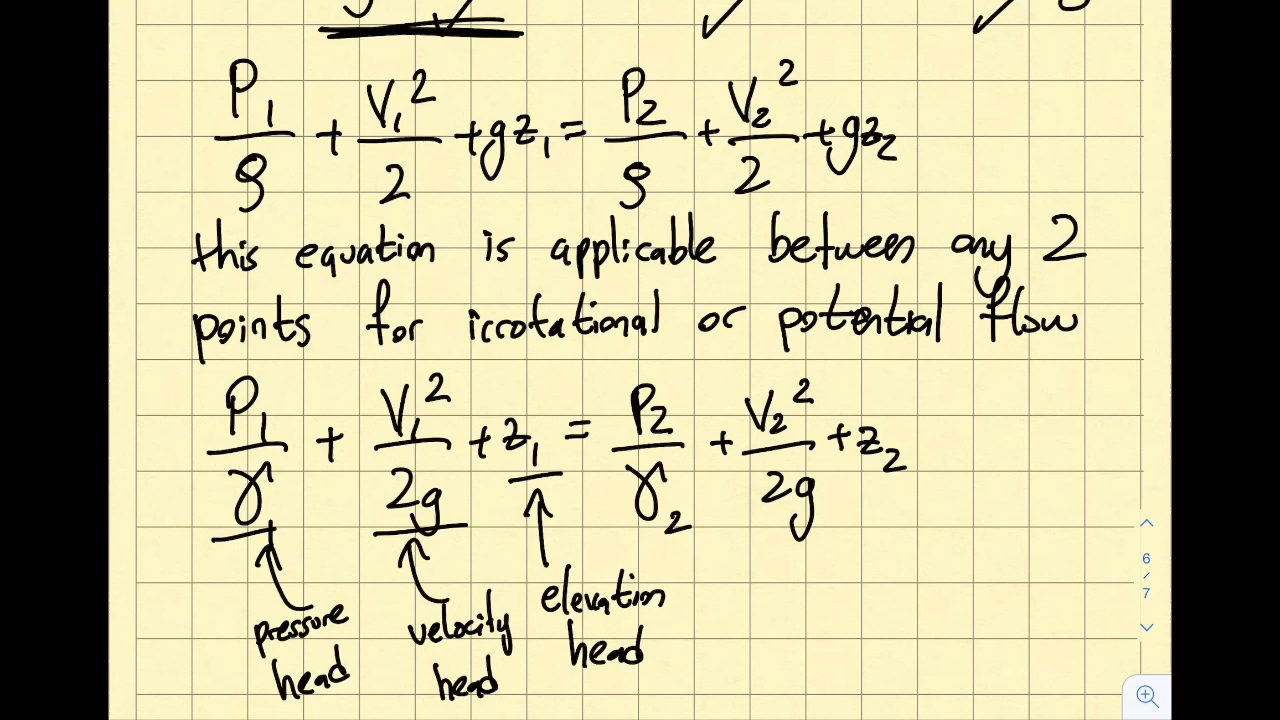 P₁/ρ + V₁²/2 + gz₁ = P₂/ρ + V₂²/2 + gz₂
this equation is applicable between any 2
points for irrotational or potential flow
P₁/γ + V₁²/2g + z₁ = P₂/γ₂ + V₂²/2g + z₂
pressure head
velocity head
elevation head
6/7